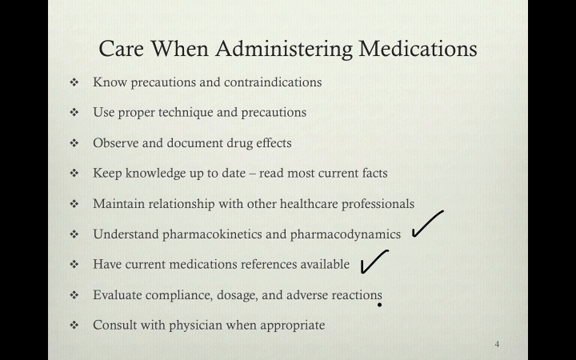 Care When Administering Medications
❖ Know precautions and contraindications
❖ Use proper technique and precautions
❖ Observe and document drug effects
❖ Keep knowledge up to date – read most current facts
❖ Maintain relationship with other healthcare professionals
❖ Understand pharmacokinetics and pharmacodynamics
❖ Have current medications references available
❖ Evaluate compliance, dosage, and adverse reactions
❖ Consult with physician when appropriate
4